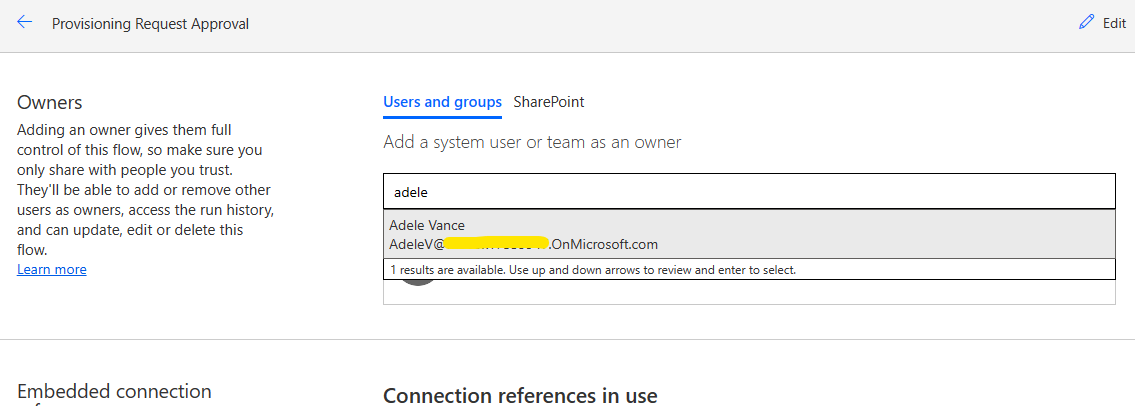 Provisioning Request Approval
Edit
Owners
Adding an owner gives them full
control of this flow, so make sure you
only share with people you trust.
They'll be able to add or remove other
users as owners, access the run history,
and can update, edit or delete this
flow.
Learn more
Users and groups SharePoint
Add a system user or team as an owner
adele
Adele Vance
AdeleV@ .OnMicrosoft.com
1 results are available. Use up and down arrows to review and enter to select.
Embedded connection
Connection references in use